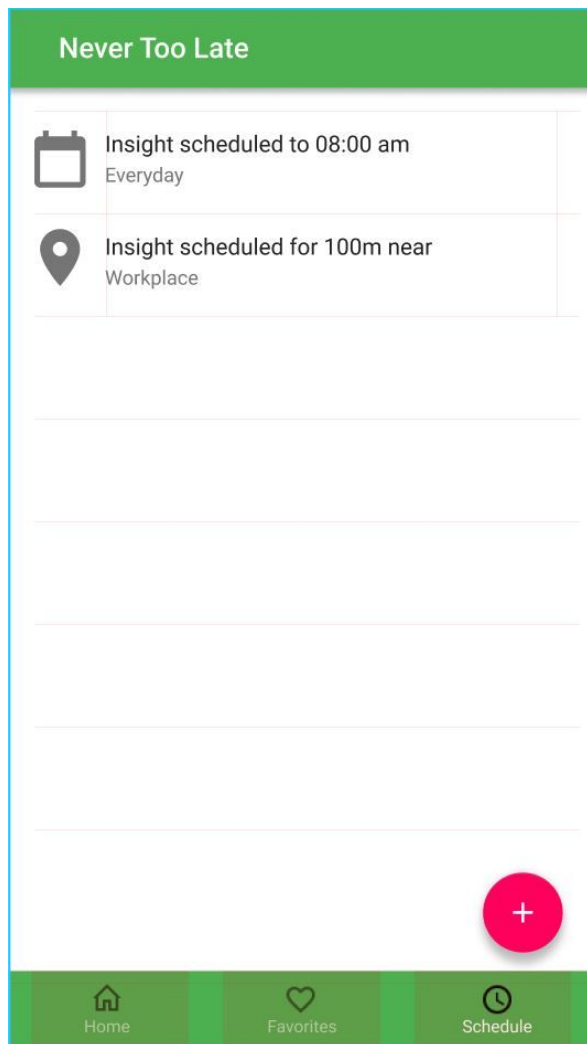 Never Too Late
Insight scheduled to 08:00 am
Everyday
Insight scheduled for 100m near
Workplace
+
Home
Favorites
Schedule